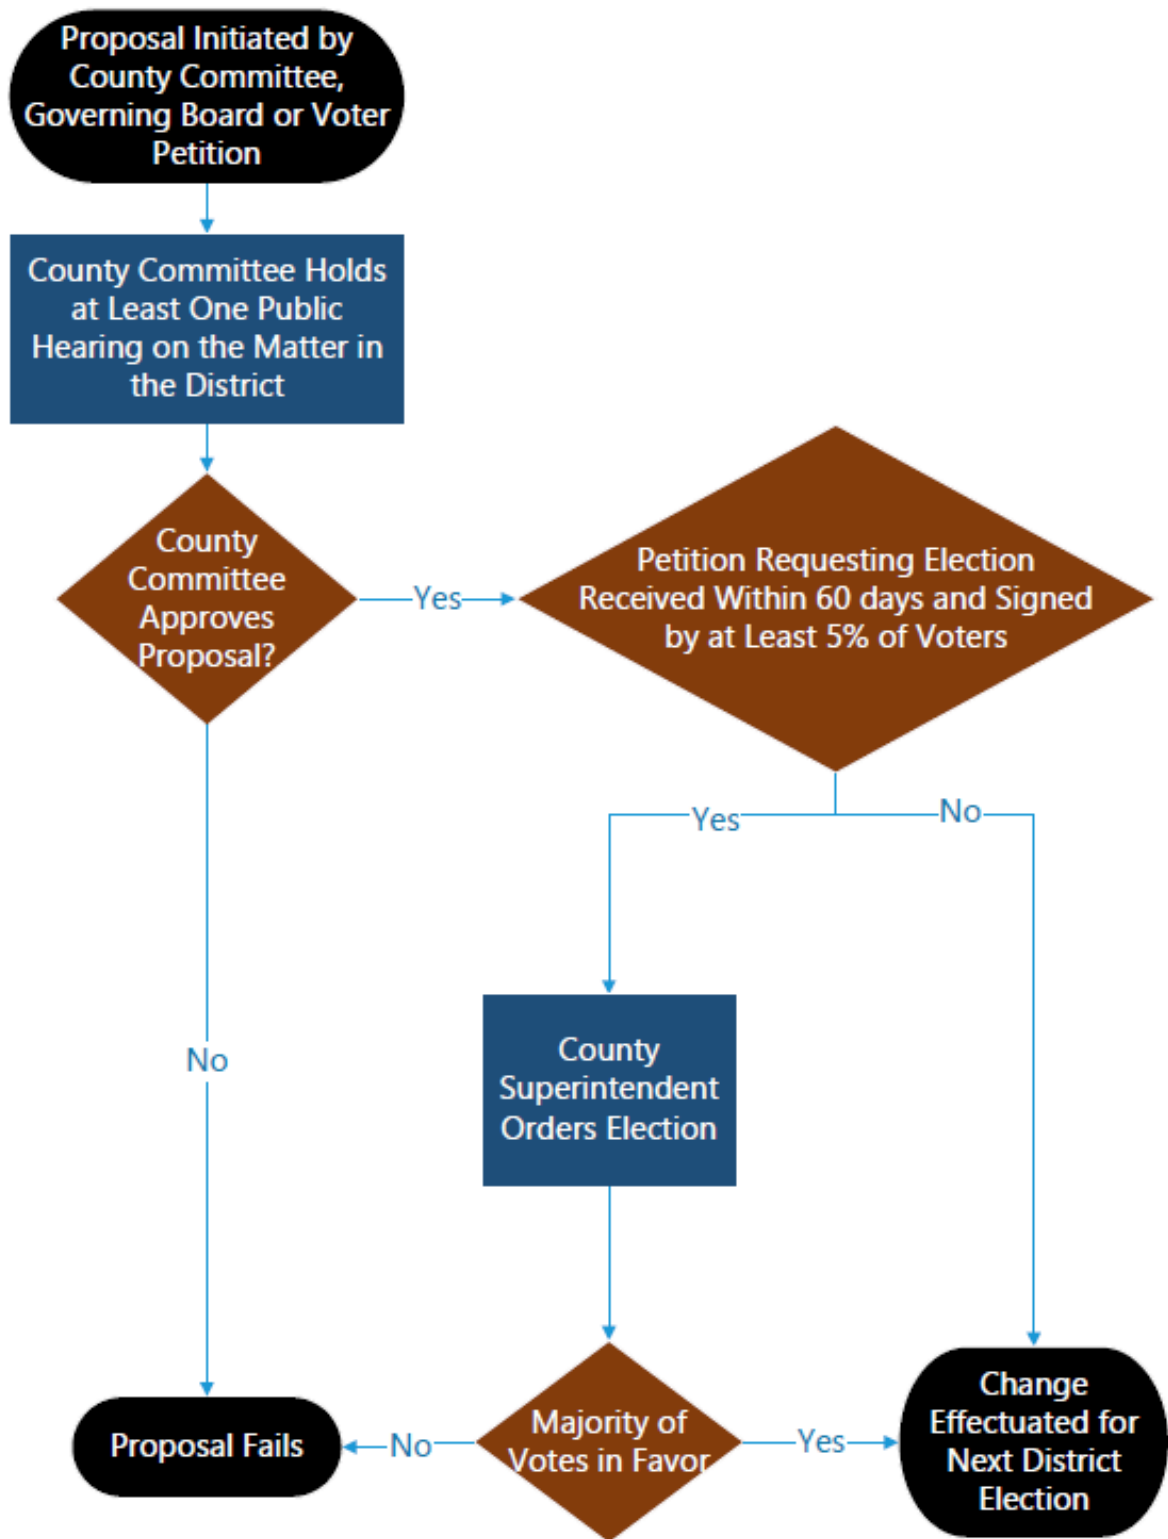 Proposal Initiated by
County Committee,
Governing Board or Voter
Petition
County Committee Holds
at Least One Public
Hearing on the Matter in
the District
County
Committee
Approves
Proposal?
Yes
Petition Requesting Election
Received Within 60 days and Signed
by at Least 5% of Voters
Yes
No
No
County
Superintendent
Orders Election
Proposal Fails
No
Majority of
Votes in Favor
Yes
Change
Effectuated for
Next District
Election